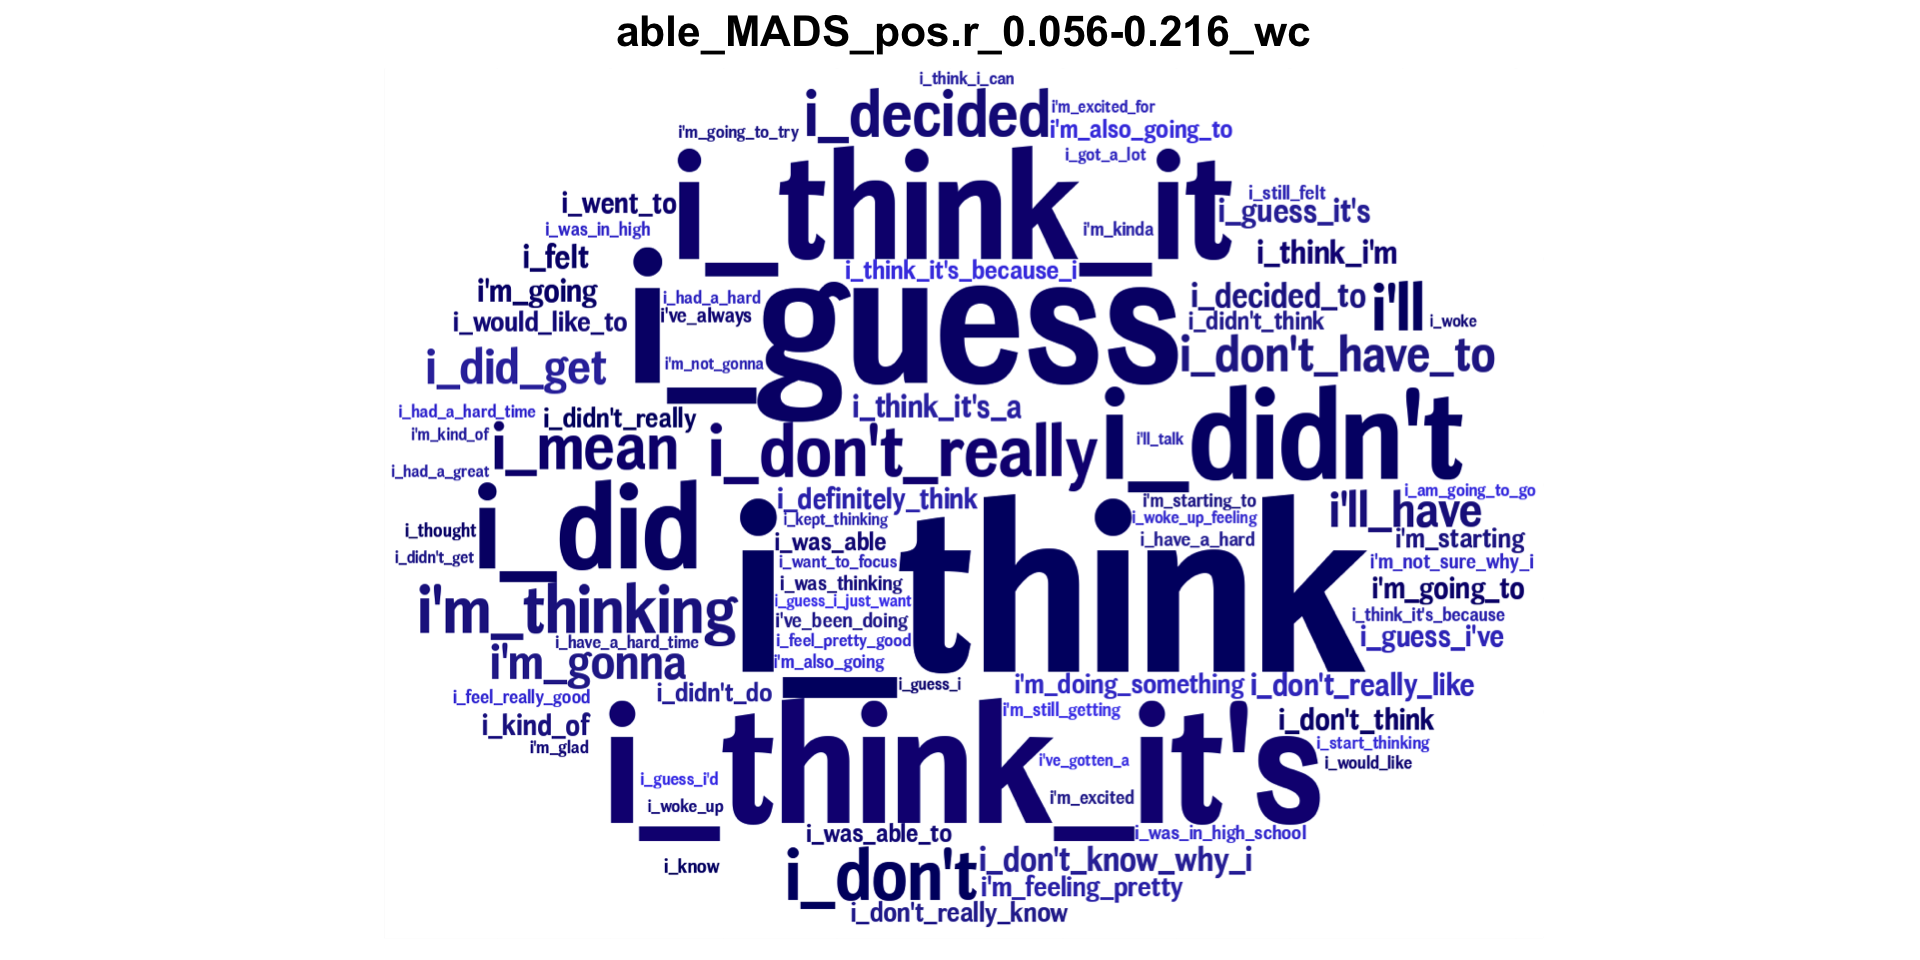 able_MADS_pos.r_0.056-0.216_wc
i_think_i_can
i_decided
i'm_excited_for
i'm_going_to_try
i'm_also_going_to
i_think_it
i_got_a_lot
i_went_to
i_still_felt
i_guess_it's
i_was_in_high
i'm_kinda
i_felt
i_think_i'm
i_think_it's_because_i
i_guess
i'm_going
i_had_a_hard
i_decided_to
i'll
i_would_like_to
i've_always
i_didn't_think
i_woke
i_did_get
i'm_not_gonna
i_don't_have_to
i_had_a_hard_time
i_didn't_really
i_think_it's_a
i_didn't
i'm_kind_of
i_mean
i_don't_really
i'll_talk
i_had_a_great
i_did
i_definitely_think
i_think
i'm_starting_to
i_am_going_to_go
i'll_have
i_kept_thinking
i_woke_up_feeling
i_thought
i_was_able
i_have_a_hard
i'm_starting
i_didn't_get
i_want_to_focus
i'm_not_sure_why_i
i_was_thinking
i'm_going_to
i'm_thinking
i_guess_i_just_want
i_think_it's_because
i've_been_doing
i_have_a_hard_time
i_feel_pretty_good
i_guess_i've
i'm_gonna
i'm_also_going
i_feel_really_good
i_didn't_do
i_guess_i
i'm_doing_something
i_don't_really_like
i_kind_of
i_think_it's
i'm_still_getting
i_don't_think
i'm_glad
i_start_thinking
i_guess_i'd
i've_gotten_a
i_would_like
i_woke_up
i'm_excited
i_was_able_to
i_was_in_high_school
i_know
i_don't
i_don't_know_why_i
i'm_feeling_pretty
i_don't_really_know